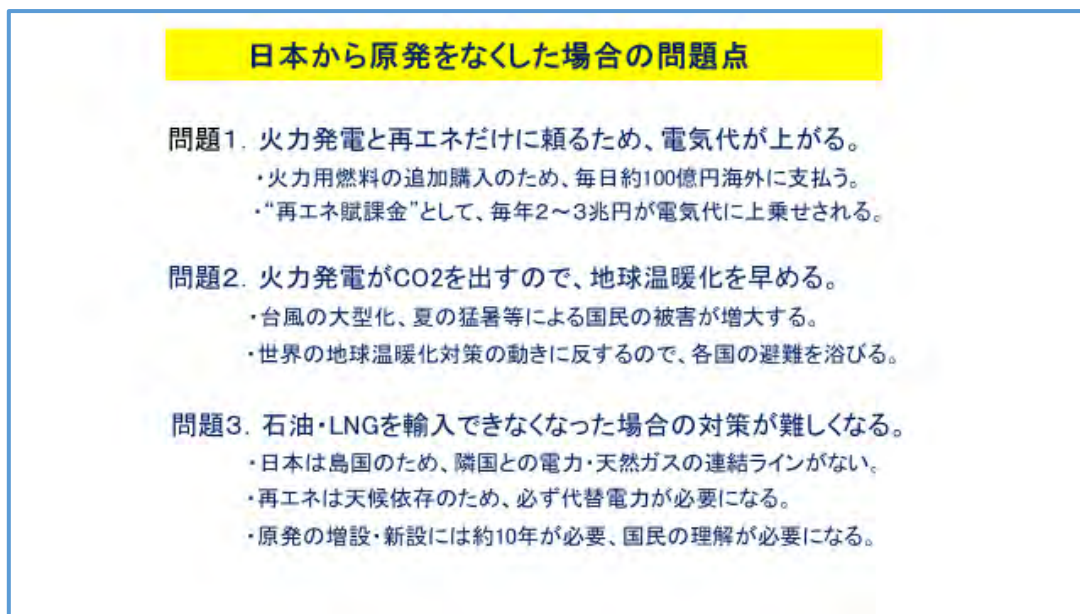 日本から原発をなくした場合の問題点
問題１．火力発電と再エネだけに頼るため、電気代が上がる。
・火力用燃料の追加購入のため、毎日約100億円海外に支払う。
・“再エネ賦課金”として、毎年２～３兆円が電気代に上乗せされる。
問題２．火力発電がCO2を出すので、地球温暖化を早める。
・台風の大型化、夏の猛暑等による国民の被害が増大する。
・世界の地球温暖化対策の動きに反するので、各国の避難を浴びる。
問題３．石油・LNGを輸入できなくなった場合の対策が難しくなる。
・日本は島国のため、隣国との電力・天然ガスの連結ラインがない。
・再エネは天候依存のため、必ず代替電力が必要になる。
・原発の増設・新設には約10年が必要、国民の理解が必要になる。